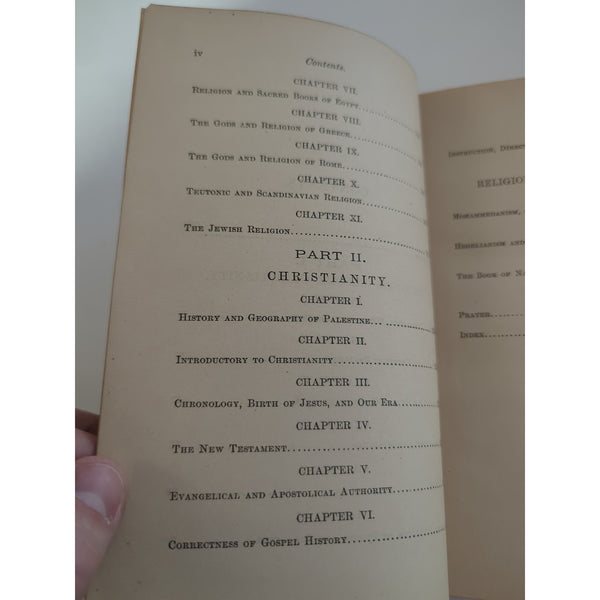 iv
Contents.
CHAPTER VII.
Religion and Sacred Books of Egypt
CHAPTER VIII.
The Gods and Religion of Greece
CHAPTER IX.
The Gods and Religion of Rome
CHAPTER X.
Teutonic and Scandinavian Religion
CHAPTER XI.
The Jewish Religion
PART II.
CHRISTIANITY.
CHAPTER I.
History and Geography of Palestine
CHAPTER II.
Introductory to Christianity
CHAPTER III.
Chronology, Birth of Jesus, and Our Era
CHAPTER IV.
The New Testament
CHAPTER V.
Evangelical and Apostolical Authority
CHAPTER VI.
Correctness of Gospel History
Instruction,
Mohammedanism,
Hegelianism and
The Book of
Prayer
Index